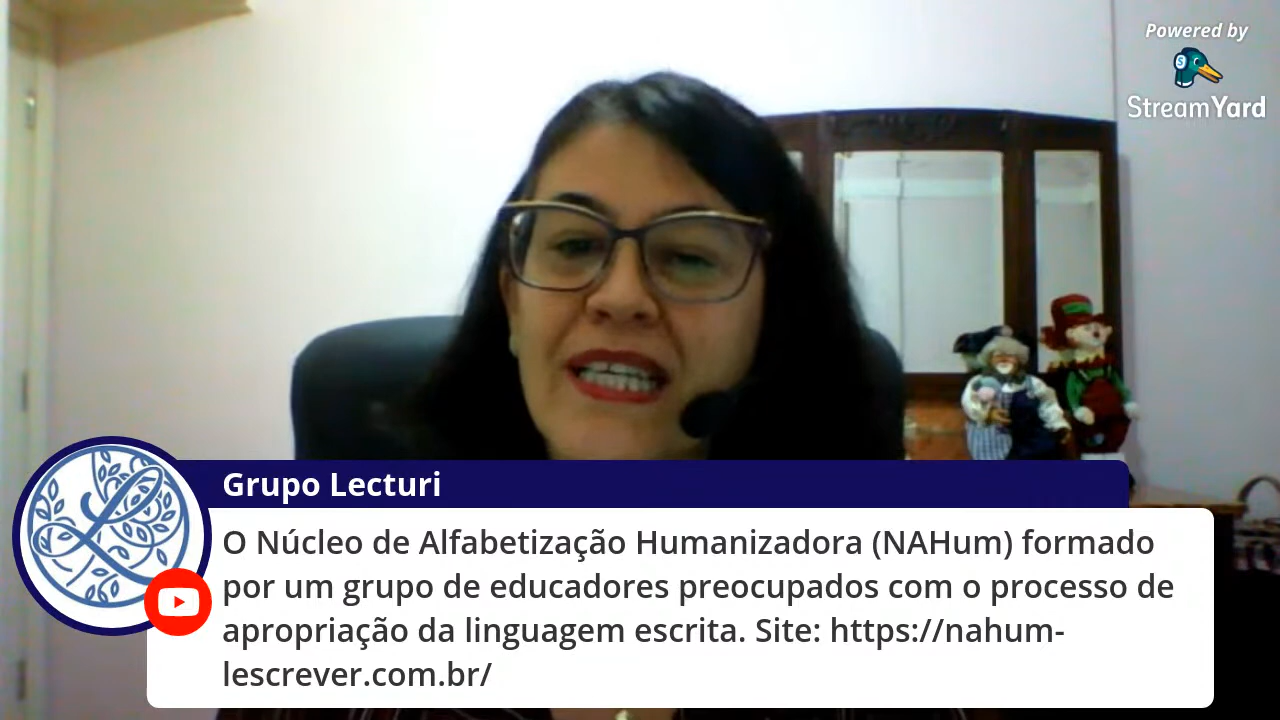 Powered by
StreamYard
Grupo Lecturi
O Núcleo de Alfabetização Humanizadora (NAHum) formado
por um grupo de educadores preocupados com o processo de
apropriação da linguagem escrita. Site: https://nahum-
lescrever.com.br/